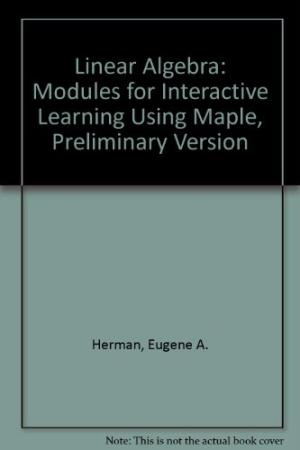 Linear Algebra:
Modules for Interactive
Learning Using Maple,
Preliminary Version
Herman, Eugene A.
Note: This is not the actual book cover